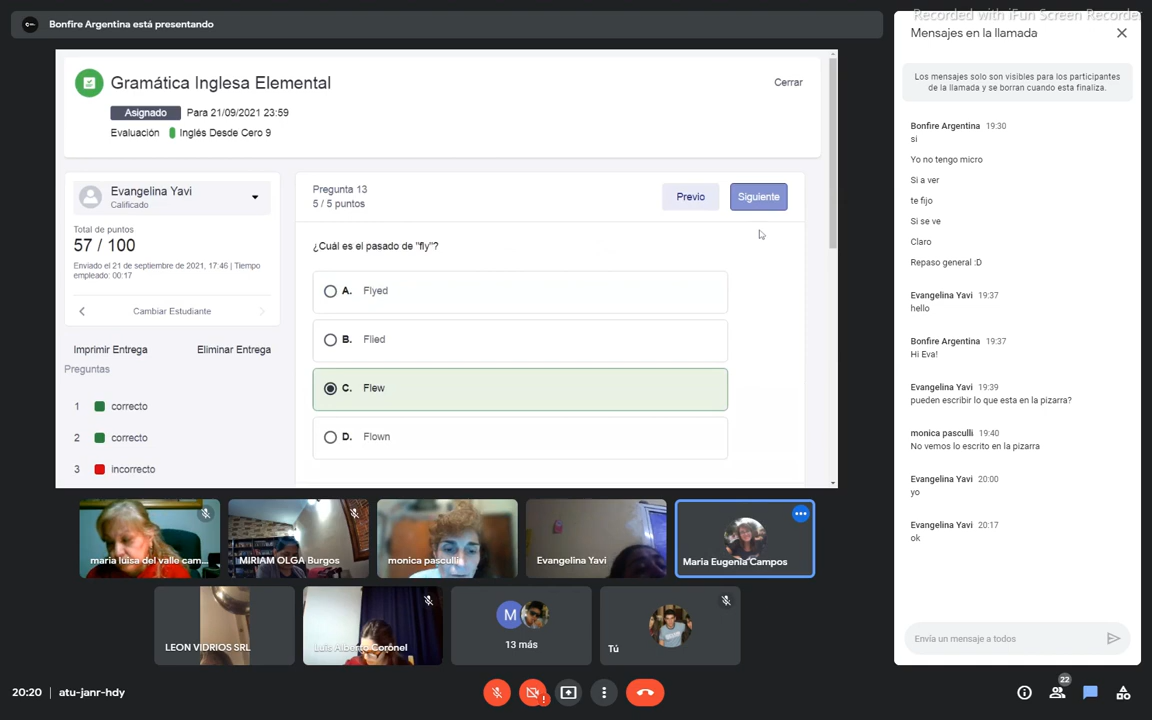 Bonfire Argentina está presentando
Recorded with iFun Screen Recorder
Gramática Inglesa Elemental
Cerrar
Asignado Para 21/09/2021 23:59
Evaluación Inglés Desde Cero 9
Evangelina Yavi
Calificado
Total de puntos
57 / 100
Enviado el 21 de septiembre de 2021, 17:46 | Tiempo
empleado: 00:17
Cambiar Estudiante
Imprimir Entrega Eliminar Entrega
Preguntas
1 correcto
2 correcto
3 incorrecto
Pregunta 13
5 / 5 puntos
Previo
Siguiente
¿Cuál es el pasado de "fly"?
A. Flyed
B. Flied
C. Flew
D. Flown
maria luisa del valle cam...
MIRIAM OLGA Burgos
monica pasculli
Evangelina Yavi
Maria Eugenia Campos
LEON VIDRIOS SRL
Luis Alberto Coronel
M
13 más
Tú
20:20 | atu-janr-hdy
22
Mensajes en la llamada
Los mensajes solo son visibles para los participantes
de la llamada y se borran cuando esta finaliza.
Bonfire Argentina 19:30
si
Yo no tengo micro
Si a ver
te fijo
Si se ve
Claro
Repaso general :D
Evangelina Yavi 19:37
hello
Bonfire Argentina 19:37
Hi Eva!
Evangelina Yavi 19:39
pueden escribir lo que esta en la pizarra?
monica pasculli 19:40
No vemos lo escrito en la pizarra
Evangelina Yavi 20:00
yo
Evangelina Yavi 20:17
ok
Envía un mensaje a todos